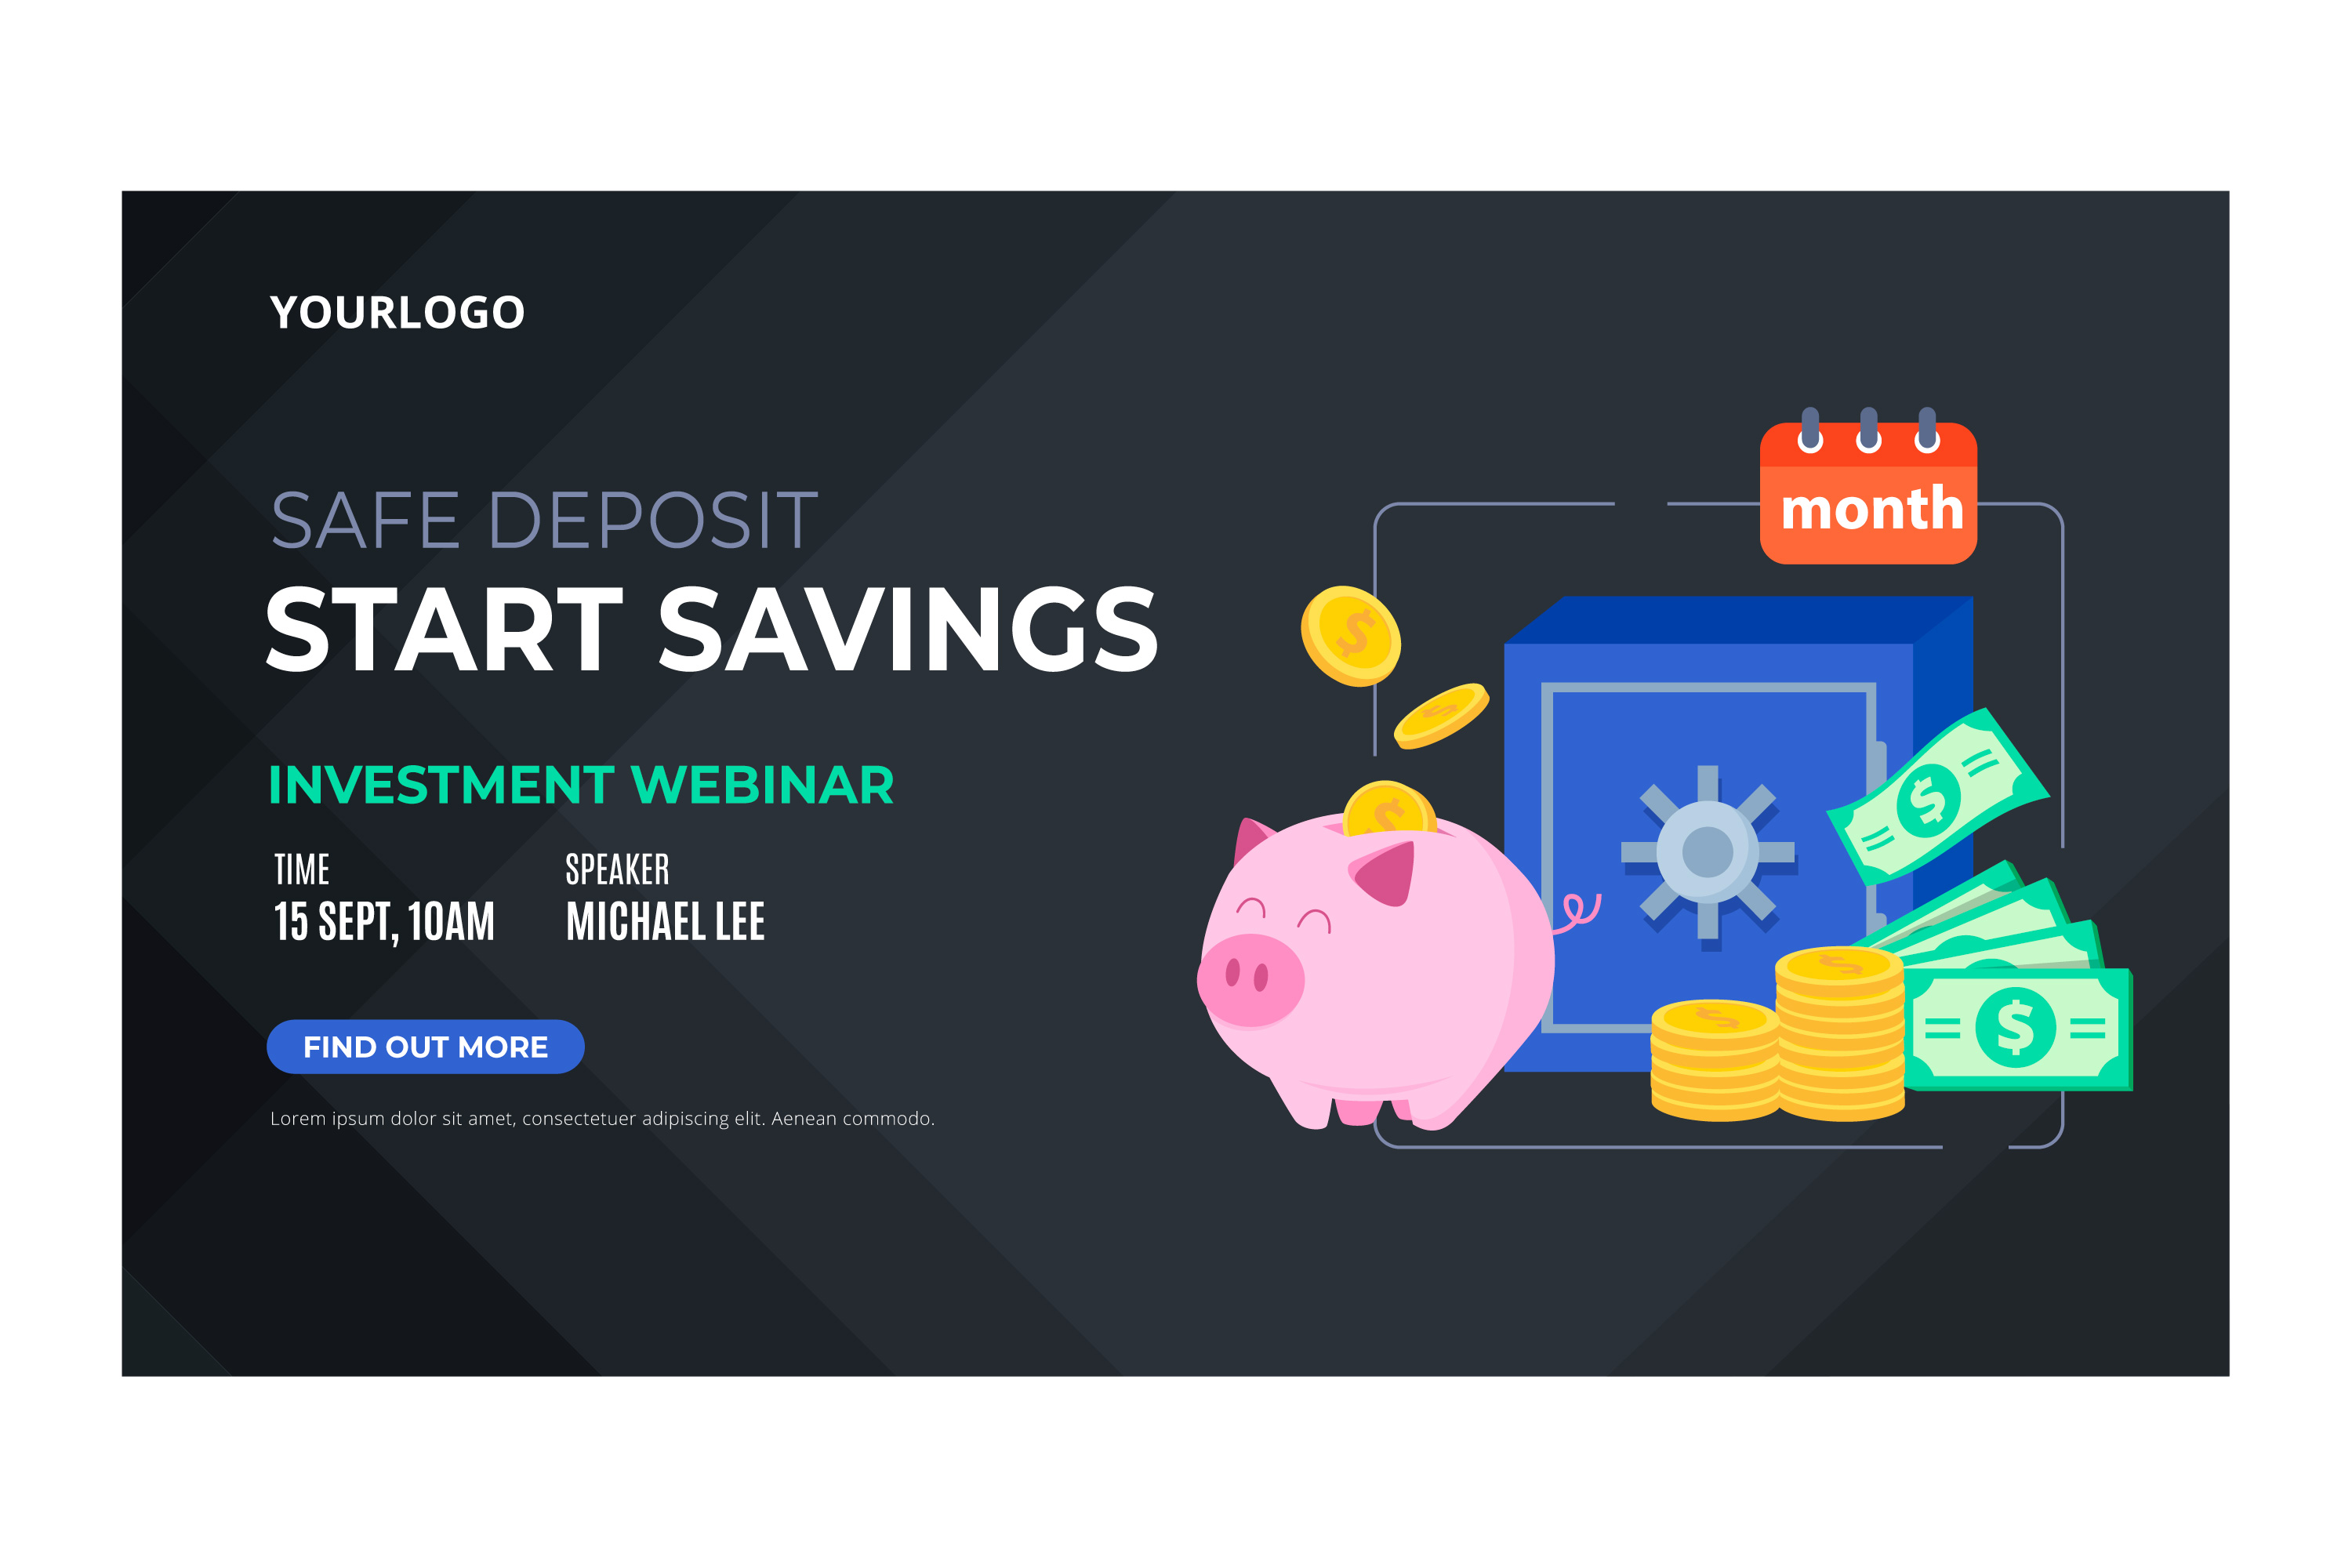 YOURLOGO
SAFE DEPOSIT
START SAVINGS
INVESTMENT WEBINAR
TIME
15 SEPT, 10AM
SPEAKER
MICHAEL LEE
FIND OUT MORE
Lorem ipsum dolor sit amet, consectetuer adipiscing elit. Aenean commodo.
month
$
$
$
$
$
$
$